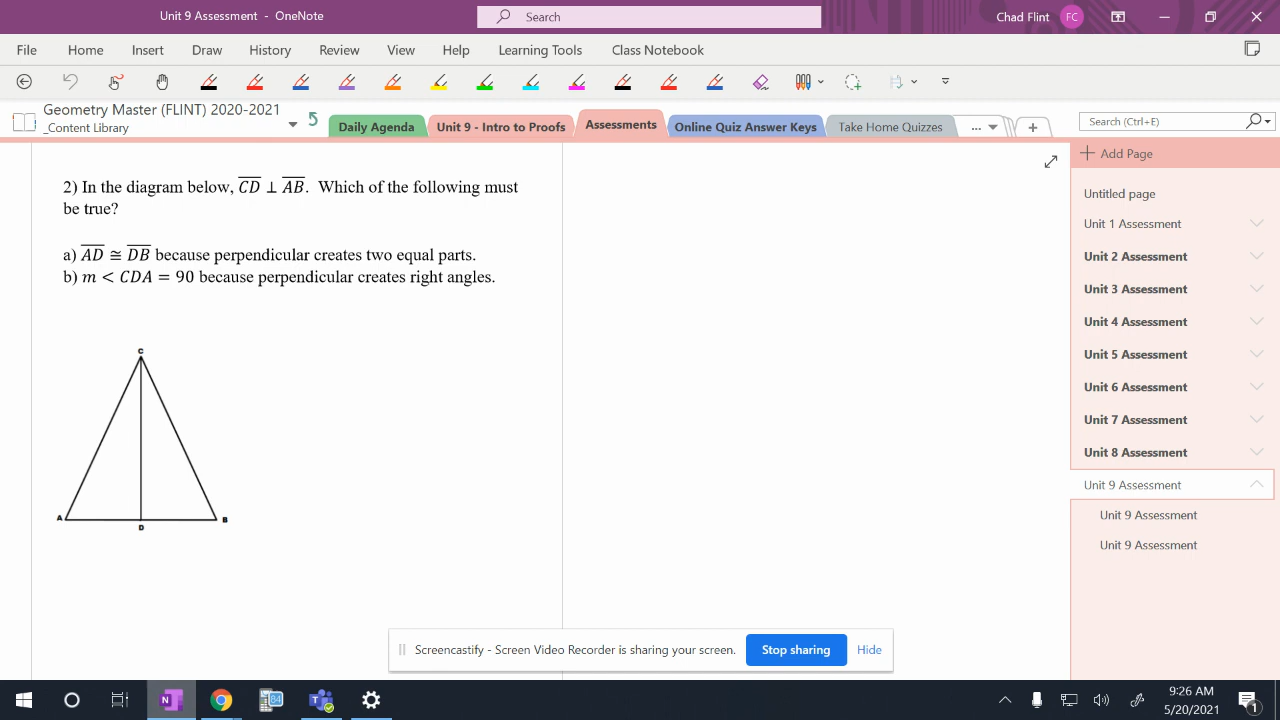 Unit 9 Assessment - OneNote
Search
Chad Flint
FC
File
Home
Insert
Draw
History
Review
View
Help
Learning Tools
Class Notebook
Geometry Master (FLINT) 2020-2021
_Content Library
Daily Agenda
Unit 9 - Intro to Proofs
Assessments
Online Quiz Answer Keys
Take Home Quizzes
...
Search (Ctrl+E)
Add Page
Untitled page
Unit 1 Assessment
Unit 2 Assessment
Unit 3 Assessment
Unit 4 Assessment
Unit 5 Assessment
Unit 6 Assessment
Unit 7 Assessment
Unit 8 Assessment
Unit 9 Assessment
Unit 9 Assessment
Unit 9 Assessment
2) In the diagram below, C̅D̅ ⊥ A̅B̅. Which of the following must
be true?
a) A̅D̅ ≅ D̅B̅ because perpendicular creates two equal parts.
b) m < CDA = 90 because perpendicular creates right angles.
C
A
D
B
Screencastify - Screen Video Recorder is sharing your screen.
Stop sharing
Hide
84
9:26 AM
5/20/2021
1